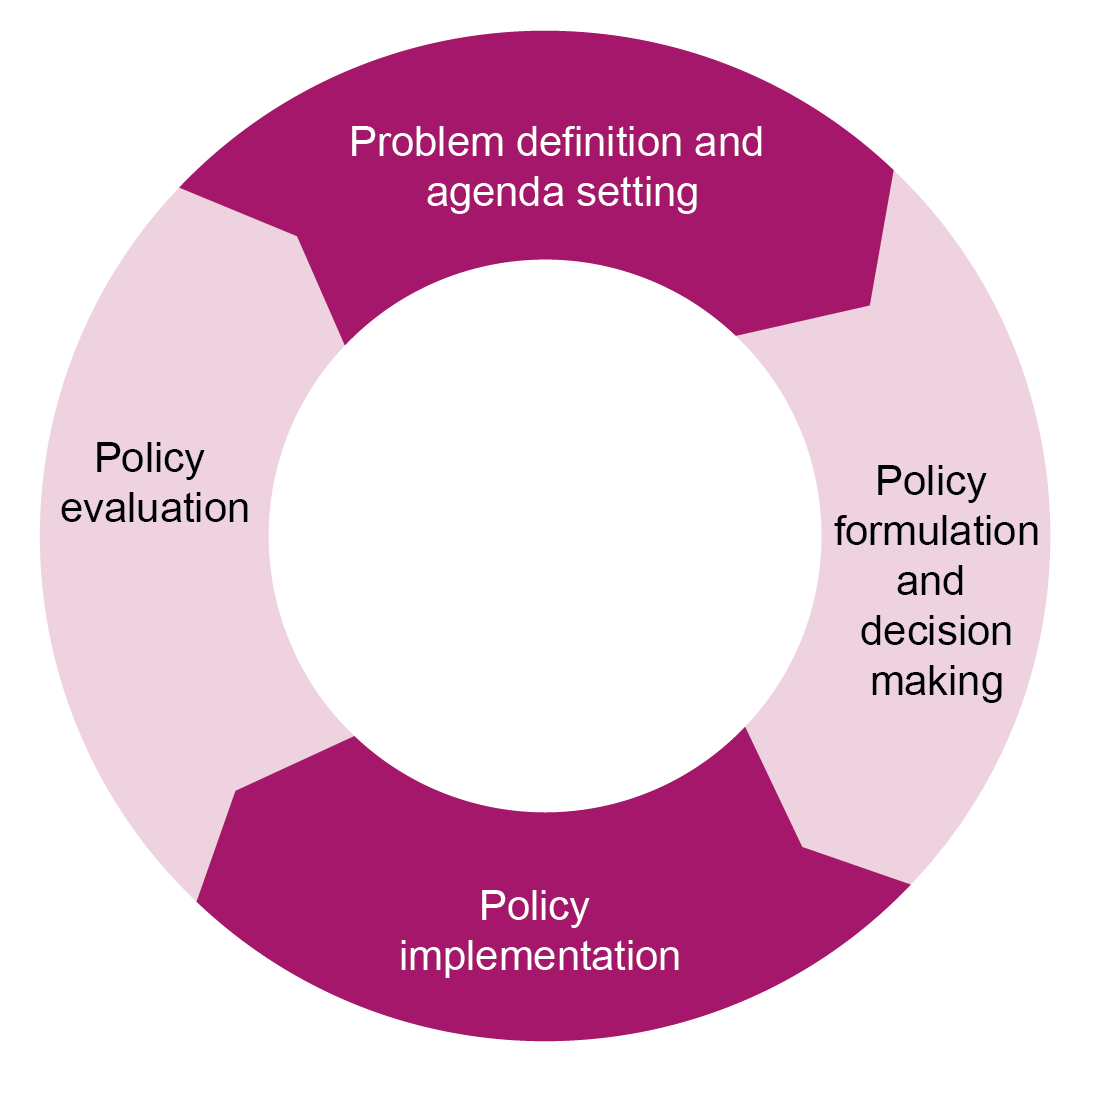 Problem definition and
agenda setting
Policy
formulation
and
decision
making
Policy
implementation
Policy
evaluation